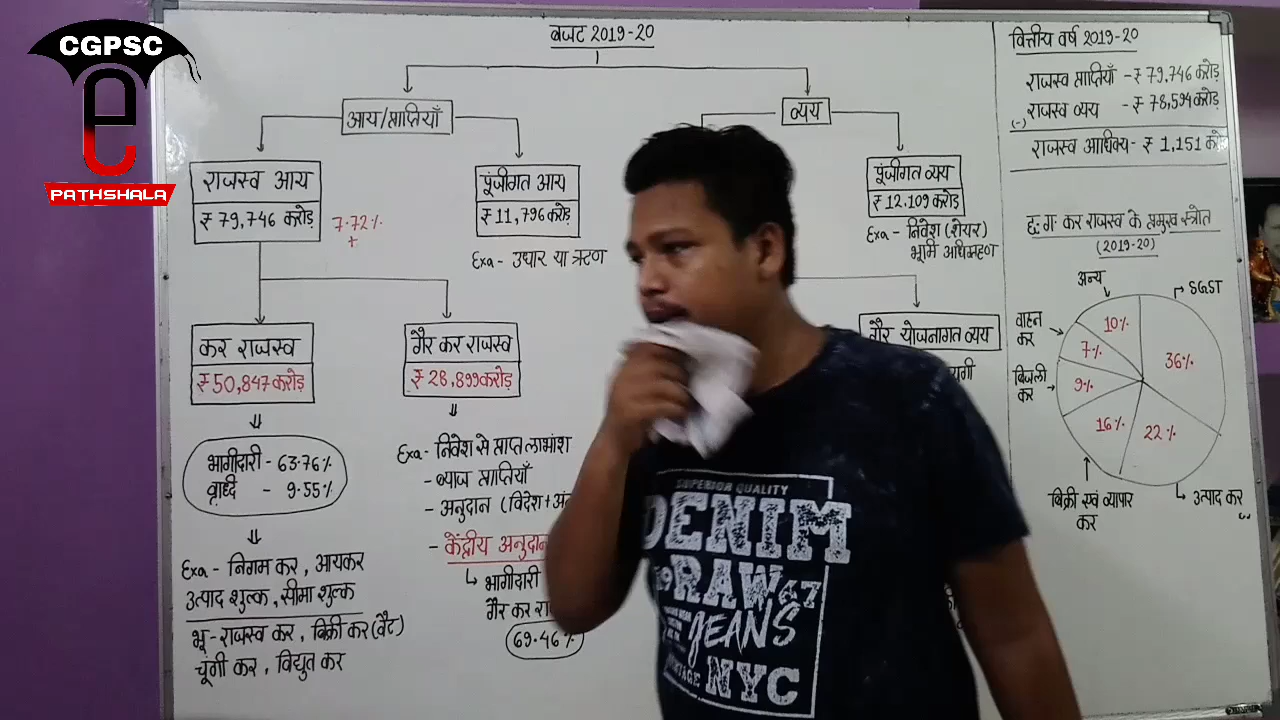 CGPSC
e
PATHSHALA
बजट 2019-20
आय/प्राप्तियाँ
व्यय
राजस्व आय
₹ 79,746 करोड़
7.72%
+
पूंजीगत आय
₹ 11,796 करोड़
Exa - उधार या ऋण
पूंजीगत व्यय
₹ 12,109 करोड़
Exa - निवेश (शेयर)
भूमि अधिग्रहण
कर राजस्व
₹ 50,847 करोड़
गैर कर राजस्व
₹ 28,899 करोड़
गैर योजनागत व्यय
भागीदारी - 63.76%
वृद्धि - 9.55%
Exa - निगम कर, आयकर
उत्पाद शुल्क, सीमा शुल्क
भू-राजस्व कर, बिक्री कर (वैट)
चूंगी कर, विद्युत कर
Exa - निवेश से प्राप्त लाभांश
- ब्याज प्राप्तियाँ
- अनुदान (विदेश+
- केंद्रीय अनुदान
भागीदारी
गैर कर
69.46%
वित्तीय वर्ष 2019-20
राजस्व प्राप्तियाँ - ₹ 79,746 करोड़
राजस्व व्यय - ₹ 78,594 करोड़
(-)
राजस्व आधिक्य - ₹ 1,151 करोड़
छ.ग. कर राजस्व के प्रमुख स्त्रोत
(2019-20)
अन्य
SGST
वाहन कर
10%
7%
36%
बिजली कर
9%
16%
22%
बिक्री एवं व्यापार
कर
उत्पाद कर
SUPERIOR QUALITY
DENIM
RAW
67
JEANS
NYC